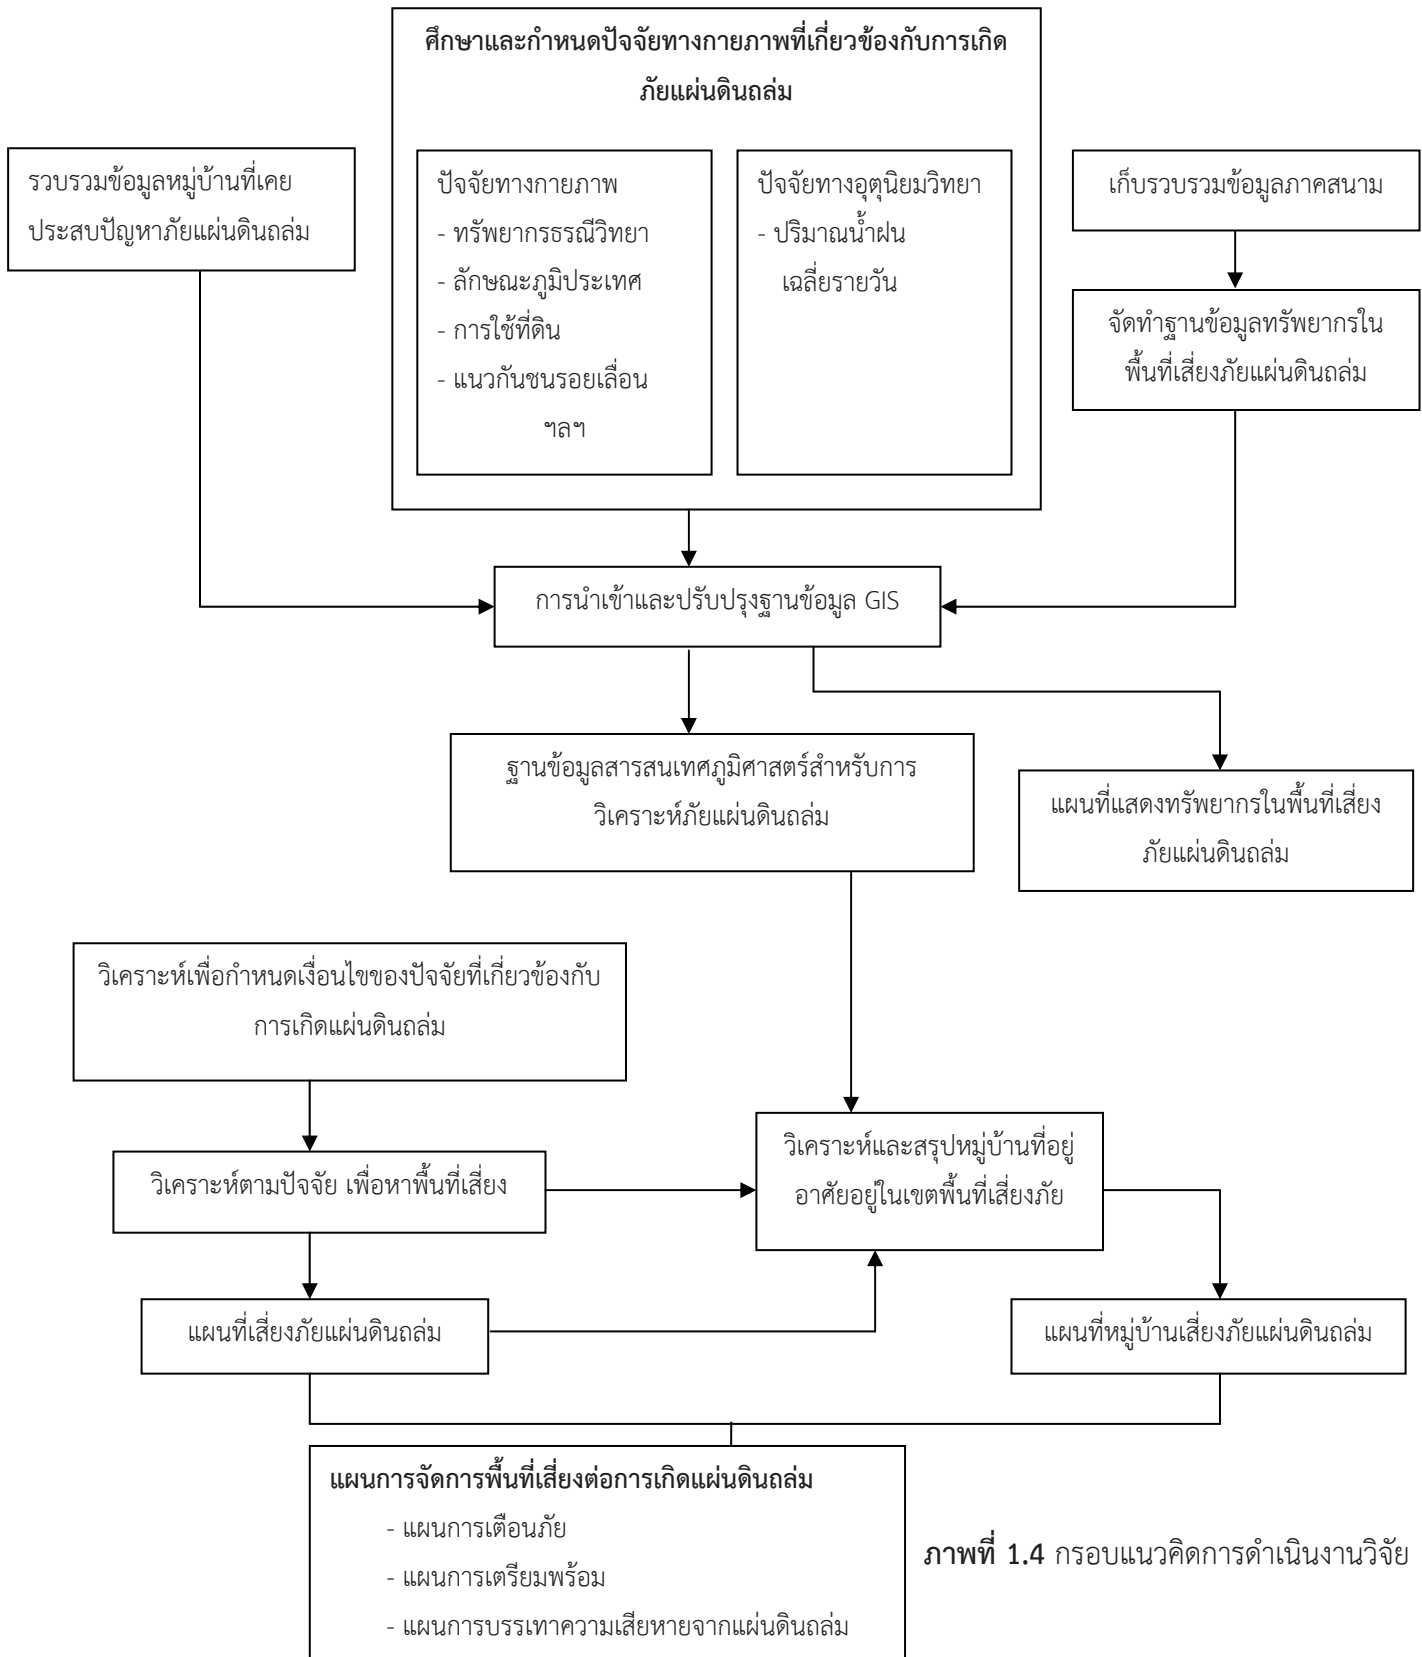 ศึกษาและกำหนดปัจจัยทางกายภาพที่เกี่ยวข้องกับการเกิด
ภัยแผ่นดินถล่ม
รวบรวมข้อมูลหมู่บ้านที่เคย
ประสบปัญหาภัยแผ่นดินถล่ม
ปัจจัยทางกายภาพ
- ทรัพยากรธรณีวิทยา
- ลักษณะภูมิประเทศ
- การใช้ที่ดิน
- แนวกันชนรอยเลื่อน
ฯลฯ
ปัจจัยทางอุตุนิยมวิทยา
- ปริมาณน้ำฝน
เฉลี่ยรายวัน
เก็บรวบรวมข้อมูลภาคสนาม
จัดทำฐานข้อมูลทรัพยากรใน
พื้นที่เสี่ยงภัยแผ่นดินถล่ม
การนำเข้าและปรับปรุงฐานข้อมูล GIS
ฐานข้อมูลสารสนเทศภูมิศาสตร์สำหรับการ
วิเคราะห์ภัยแผ่นดินถล่ม
แผนที่แสดงทรัพยากรในพื้นที่เสี่ยง
ภัยแผ่นดินถล่ม
วิเคราะห์เพื่อกำหนดเงื่อนไขของปัจจัยที่เกี่ยวข้องกับ
การเกิดแผ่นดินถล่ม
วิเคราะห์ตามปัจจัย เพื่อหาพื้นที่เสี่ยง
วิเคราะห์และสรุปหมู่บ้านที่อยู่
อาศัยอยู่ในเขตพื้นที่เสี่ยงภัย
แผนที่เสี่ยงภัยแผ่นดินถล่ม
แผนที่หมู่บ้านเสี่ยงภัยแผ่นดินถล่ม
แผนการจัดการพื้นที่เสี่ยงต่อการเกิดแผ่นดินถล่ม
- แผนการเตือนภัย
- แผนการเตรียมพร้อม
- แผนการบรรเทาความเสียหายจากแผ่นดินถล่ม
ภาพที่ 1.4 กรอบแนวคิดการดำเนินงานวิจัย